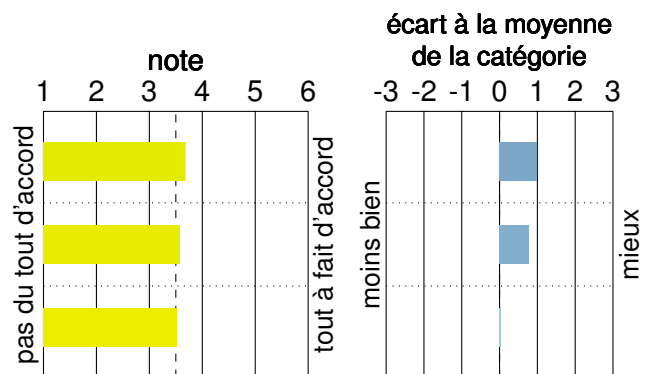 note
1 2 3 4 5 6
pas du tout d'accord
tout à fait d'accord
écart à la moyenne
de la catégorie
-3 -2 -1 0 1 2 3
moins bien
mieux